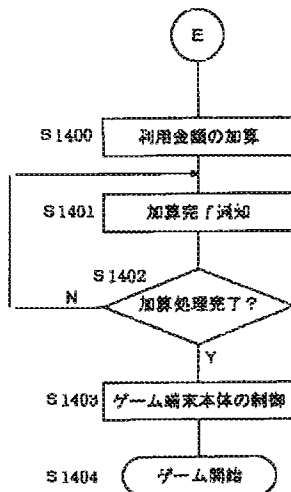 E
S1400
利用金額の加算
S1401
加算完了通知
S1402
加算処理完了？
N
Y
S1403
ゲーム端末本体の制御
S1404
ゲーム開始